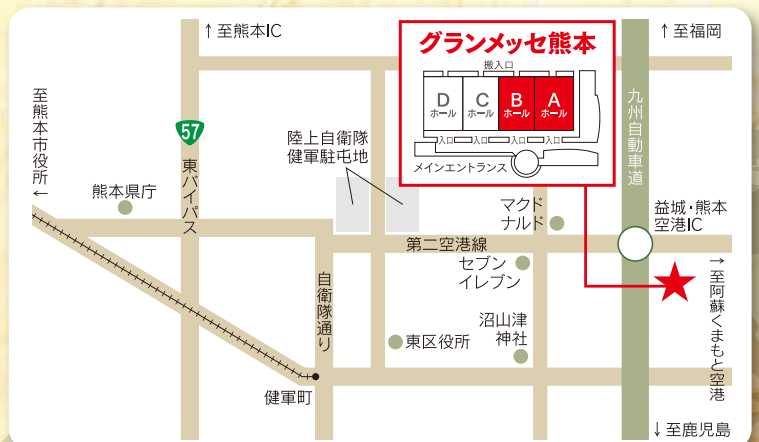 ↑至熊本IC
グランメッセ熊本
搬入口
D
ホール
C
ホール
B
ホール
A
ホール
入口
入口
入口
入口
メインエントランス
↑至福岡
至熊本市役所←
57
東バイパス
陸上自衛隊
健軍駐屯地
九州自動車道
熊本県庁
マクド
ナルド
益城・熊本
空港IC
第二空港線
セブン
イレブン
→至阿蘇くまもと空港
自衛隊通り
沼山津
神社
東区役所
健軍町
↓至鹿児島